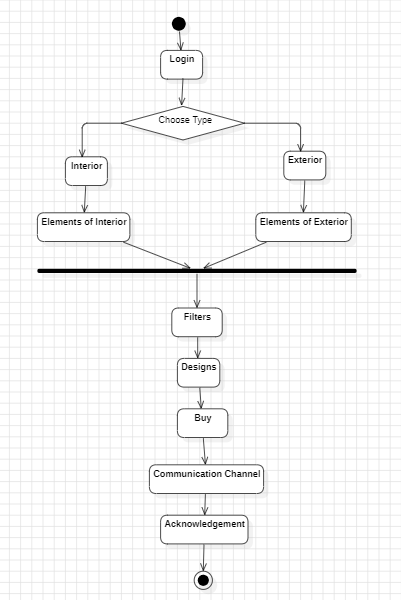 Login
Choose Type
Interior
Exterior
Elements of Interior
Elements of Exterior
Filters
Designs
Buy
Communication Channel
Acknowledgement